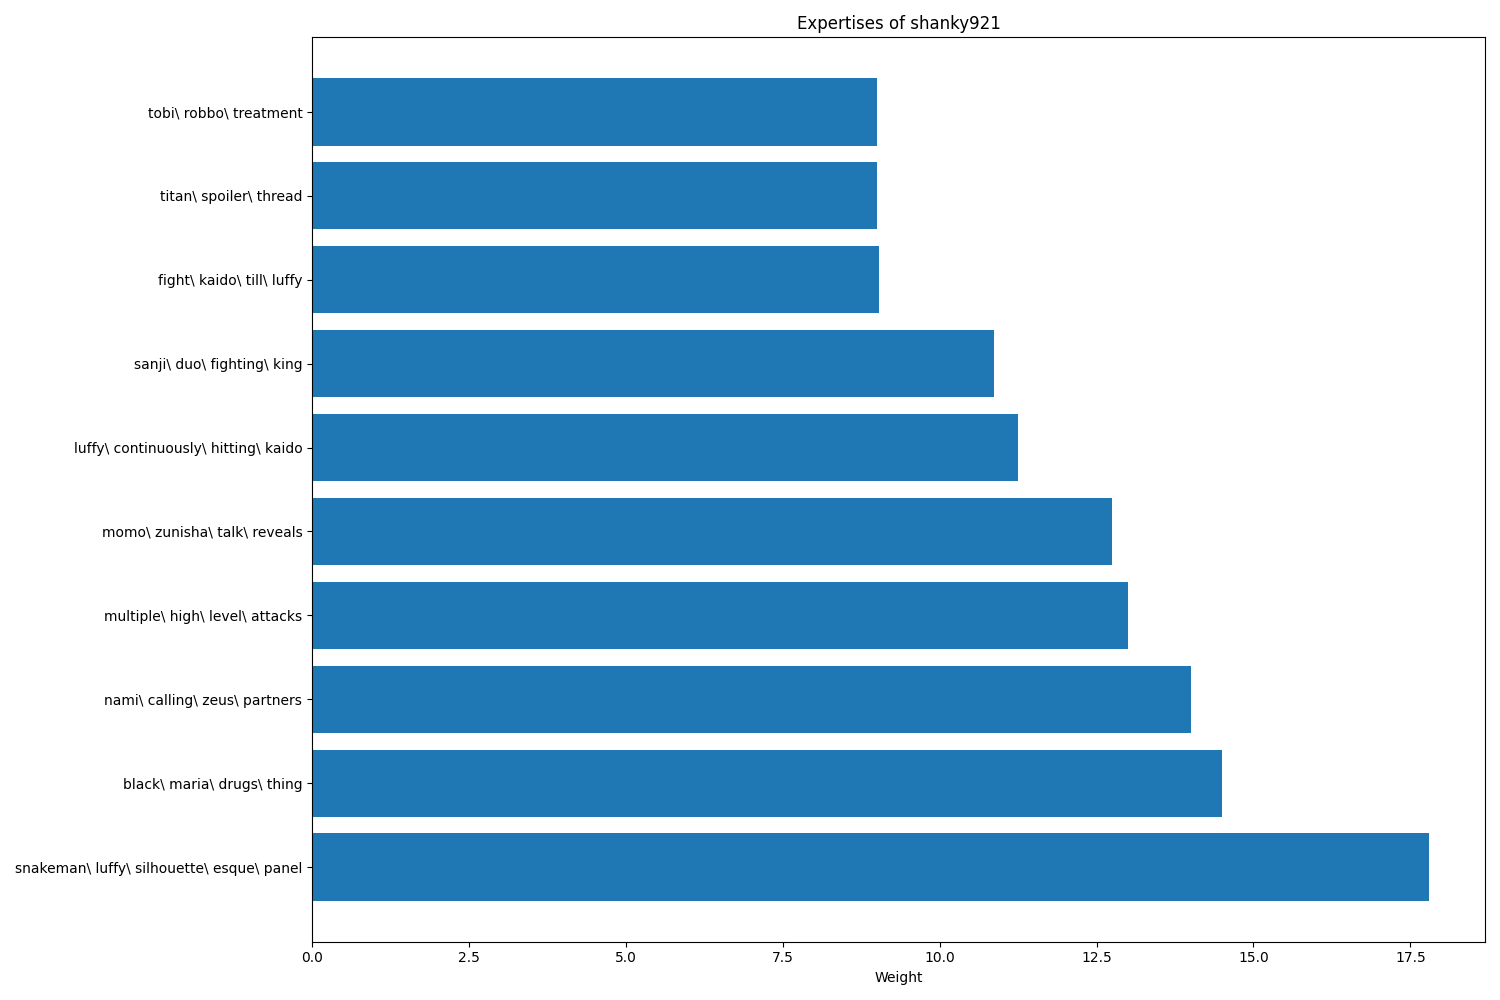 Expertises of shanky921
tobi\ robbo\ treatment
titan\ spoiler\ thread
fight\ kaido\ till\ luffy
sanji\ duo\ fighting\ king
luffy\ continuously\ hitting\ kaido
momo\ zunisha\ talk\ reveals
multiple\ high\ level\ attacks
nami\ calling\ zeus\ partners
black\ maria\ drugs\ thing
snakeman\ luffy\ silhouette\ esque\ panel
0.0 2.5 5.0 7.5 10.0 12.5 15.0 17.5
Weight